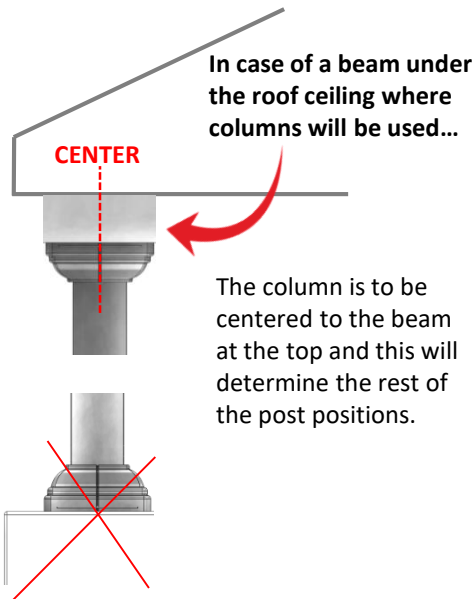 In case of a beam under
the roof ceiling where
columns will be used…
CENTER
The column is to be
centered to the beam
at the top and this will
determine the rest of
the post positions.